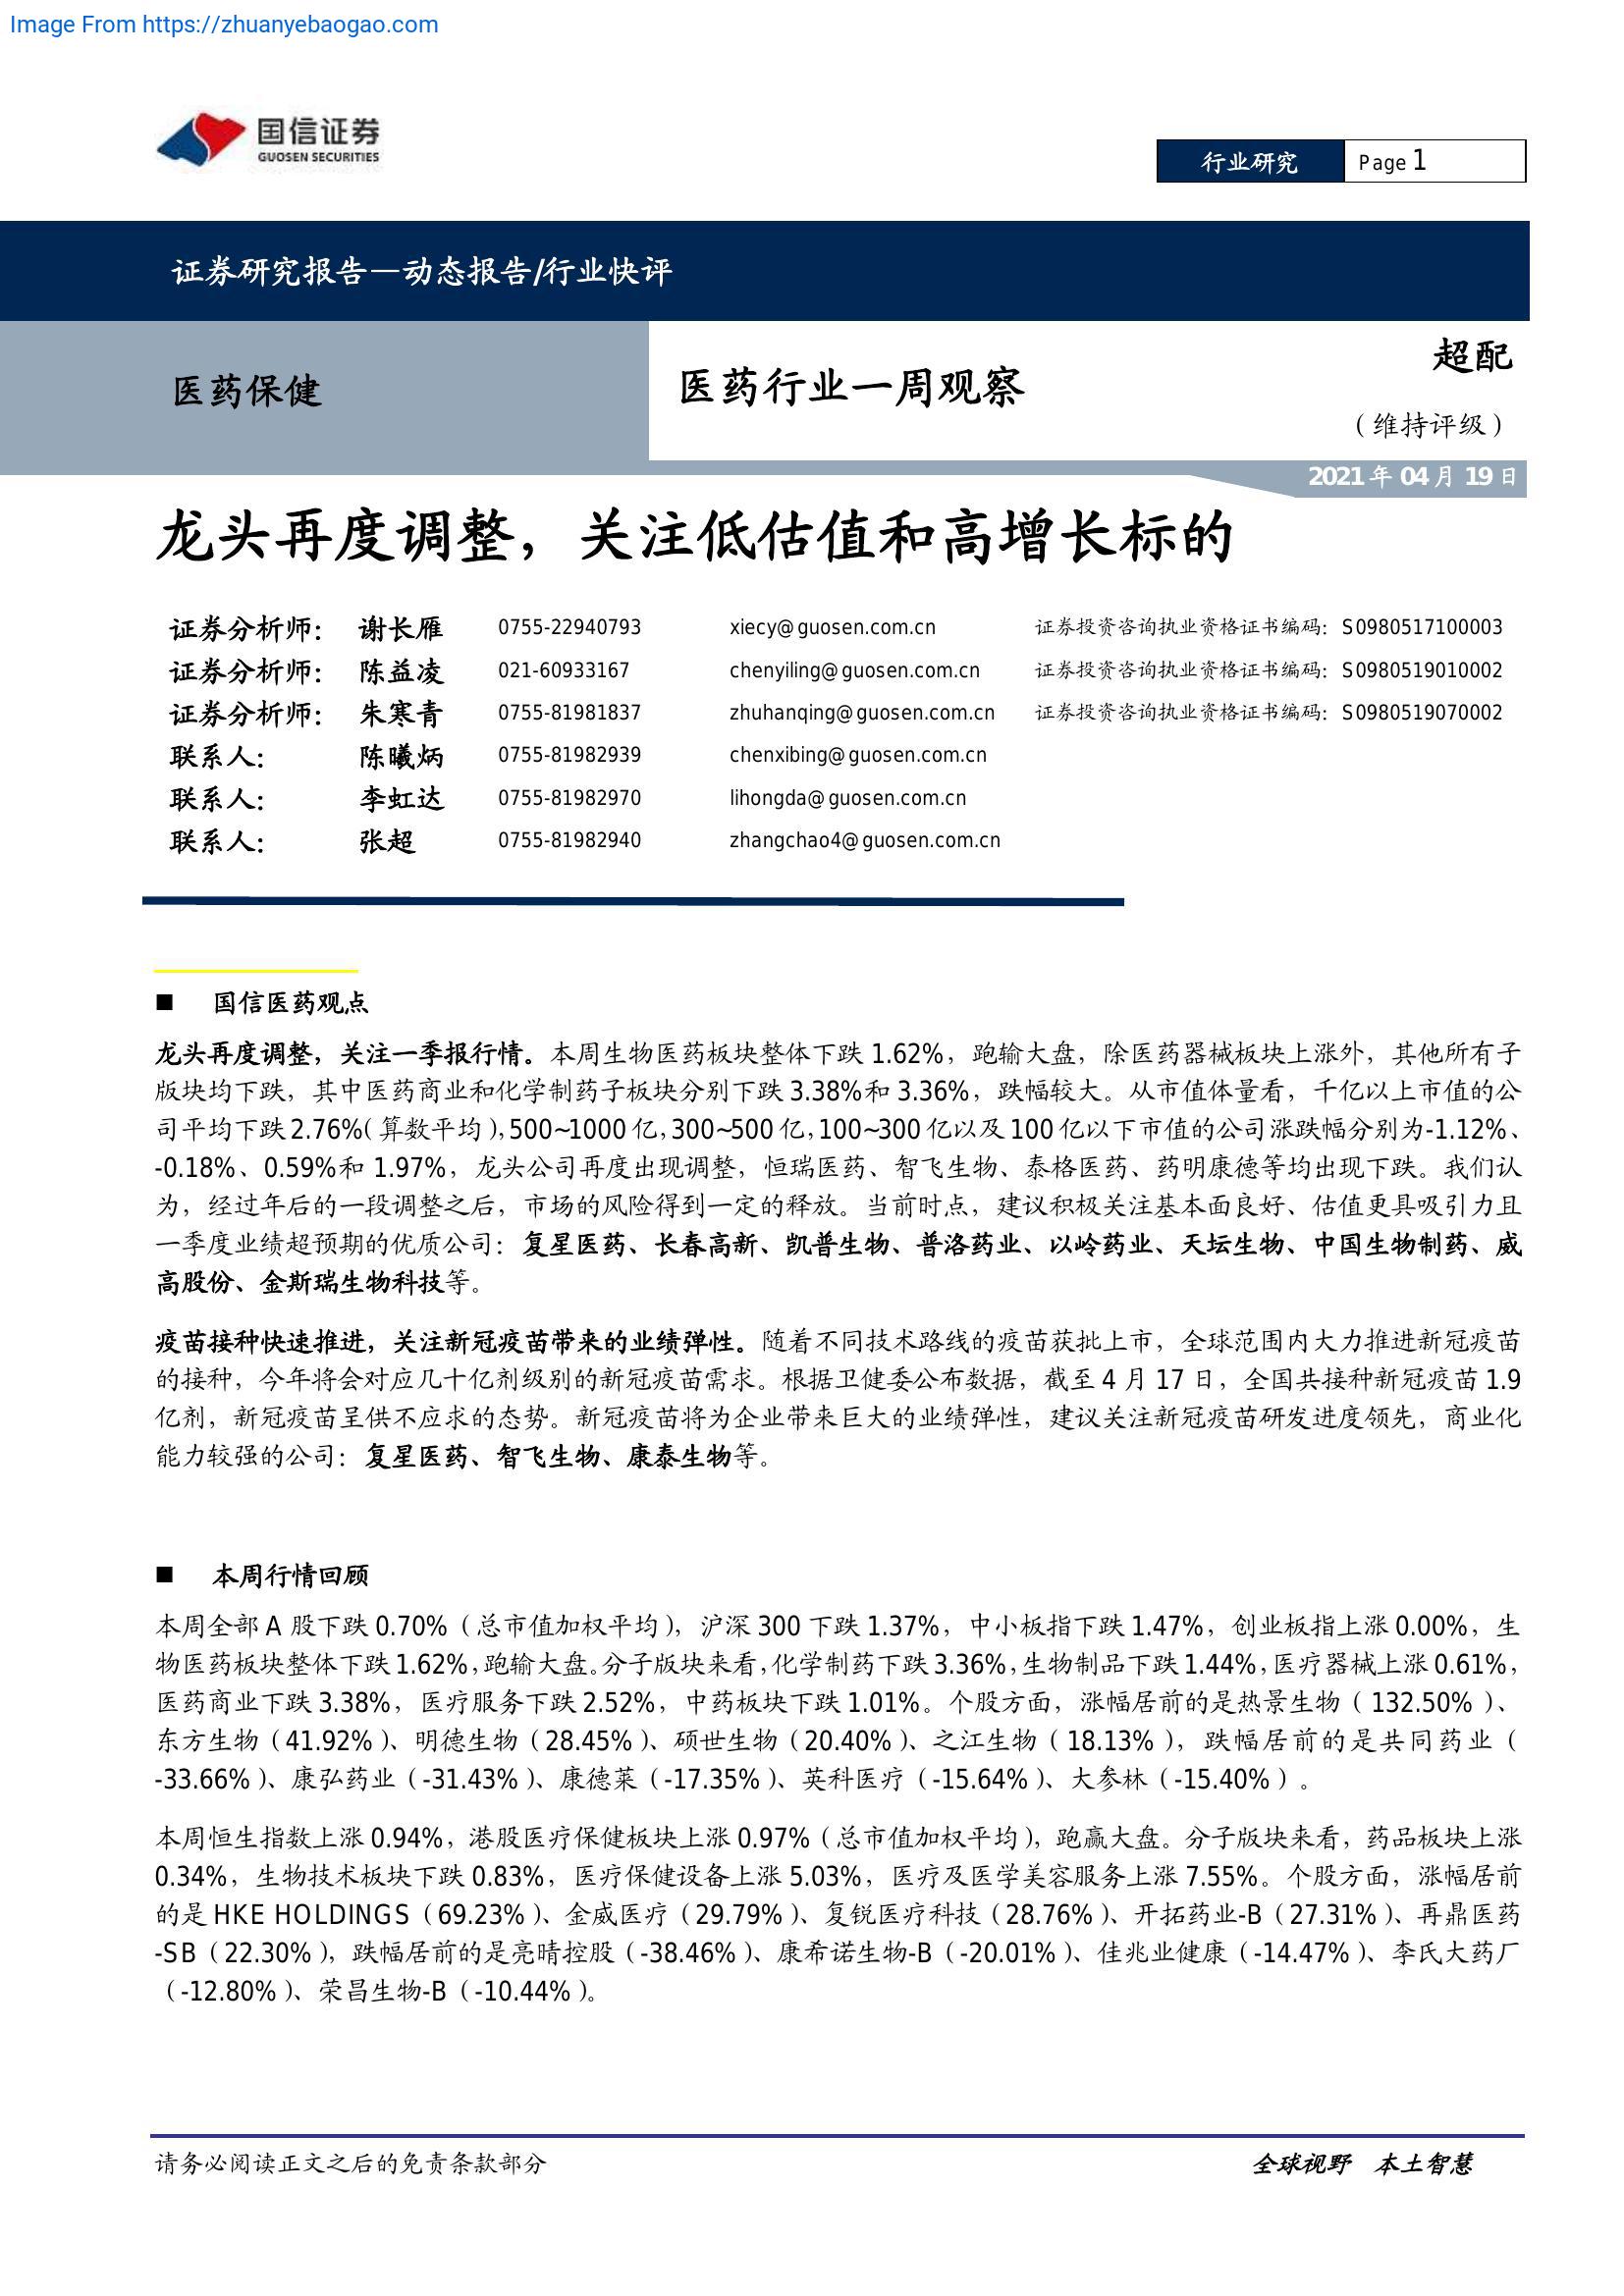 Image From https://zhuanyebaogao.com
国信证券
GUOSEN SECURITIES
行业研究 Page 1
证券研究报告—动态报告/行业快评
医药保健
医药行业一周观察
超配
（维持评级）
2021 年 04 月 19 日
龙头再度调整，关注低估值和高增长标的
证券分析师： 谢长雁 0755-22940793 xiecy@guosen.com.cn 证券投资咨询执业资格证书编码：S0980517100003
证券分析师： 陈益凌 021-60933167 chenyiling@guosen.com.cn 证券投资咨询执业资格证书编码：S0980519010002
证券分析师： 朱寒青 0755-81981837 zhuhanqing@guosen.com.cn 证券投资咨询执业资格证书编码：S0980519070002
联系人： 陈曦炳 0755-81982939 chenxibing@guosen.com.cn
联系人： 李虹达 0755-81982970 lihongda@guosen.com.cn
联系人： 张超 0755-81982940 zhangchao4@guosen.com.cn
■ 国信医药观点
龙头再度调整，关注一季报行情。本周生物医药板块整体下跌 1.62%，跑输大盘，除医药器械板块上涨外，其他所有子
版块均下跌，其中医药商业和化学制药子板块分别下跌 3.38%和 3.36%，跌幅较大。从市值体量看，千亿以上市值的公
司平均下跌 2.76%（算数平均），500~1000 亿，300~500 亿，100~300 亿以及 100 亿以下市值的公司涨跌幅分别为-1.12%、
-0.18%、0.59%和 1.97%，龙头公司再度出现调整，恒瑞医药、智飞生物、泰格医药、药明康德等均出现下跌。我们认
为，经过年后的一段调整之后，市场的风险得到一定的释放。当前时点，建议积极关注基本面良好、估值更具吸引力且
一季度业绩超预期的优质公司：复星医药、长春高新、凯普生物、普洛药业、以岭药业、天坛生物、中国生物制药、威
高股份、金斯瑞生物科技等。
疫苗接种快速推进，关注新冠疫苗带来的业绩弹性。随着不同技术路线的疫苗获批上市，全球范围内大力推进新冠疫苗
的接种，今年将会对应几十亿剂级别的新冠疫苗需求。根据卫健委公布数据，截至 4 月 17 日，全国共接种新冠疫苗 1.9
亿剂，新冠疫苗呈供不应求的态势。新冠疫苗将为企业带来巨大的业绩弹性，建议关注新冠疫苗研发进度领先，商业化
能力较强的公司：复星医药、智飞生物、康泰生物等。
■ 本周行情回顾
本周全部 A 股下跌 0.70%（总市值加权平均），沪深 300 下跌 1.37%，中小板指下跌 1.47%，创业板指上涨 0.00%，生
物医药板块整体下跌 1.62%，跑输大盘。分子版块来看，化学制药下跌 3.36%，生物制品下跌 1.44%，医疗器械上涨 0.61%，
医药商业下跌 3.38%，医疗服务下跌 2.52%，中药板块下跌 1.01%。个股方面，涨幅居前的是热景生物（132.50%）、
东方生物（41.92%）、明德生物（28.45%）、硕世生物（20.40%）、之江生物（18.13%），跌幅居前的是共同药业（
-33.66%）、康弘药业（-31.43%）、康德莱（-17.35%）、英科医疗（-15.64%）、大参林（-15.40%）。
本周恒生指数上涨 0.94%，港股医疗保健板块上涨 0.97%（总市值加权平均），跑赢大盘。分子版块来看，药品板块上涨
0.34%，生物技术板块下跌 0.83%，医疗保健设备上涨 5.03%，医疗及医学美容服务上涨 7.55%。个股方面，涨幅居前
的是 HKE HOLDINGS（69.23%）、金威医疗（29.79%）、复锐医疗科技（28.76%）、开拓药业-B（27.31%）、再鼎医药
-SB（22.30%），跌幅居前的是亮晴控股（-38.46%）、康希诺生物-B（-20.01%）、佳兆业健康（-14.47%）、李氏大药厂
（-12.80%）、荣昌生物-B（-10.44%）。
请务必阅读正文之后的免责条款部分 全球视野 本土智慧